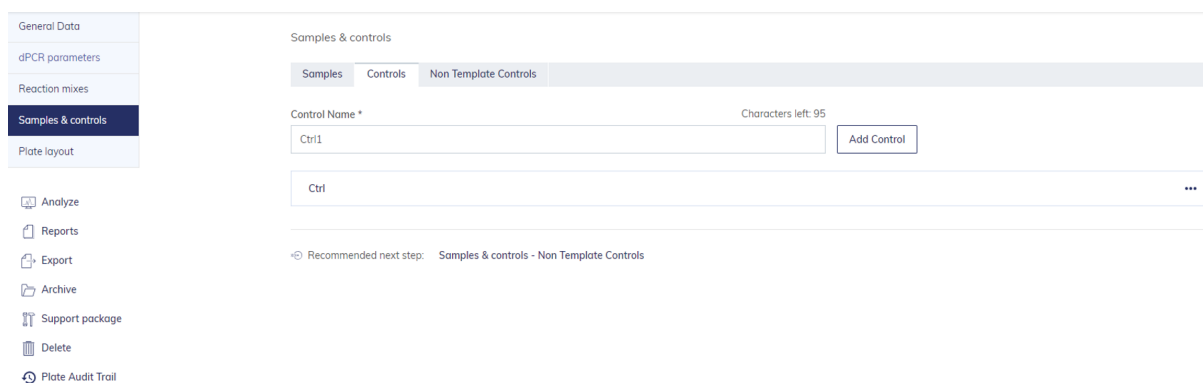 General Data
dPCR parameters
Reaction mixes
Samples & controls
Plate layout
Analyze
Reports
Export
Archive
Support package
Delete
Plate Audit Trail
Samples & controls
Samples Controls Non Template Controls
Control Name * Characters left: 95
Ctrl1 Add Control
Ctrl
Recommended next step: Samples & controls - Non Template Controls